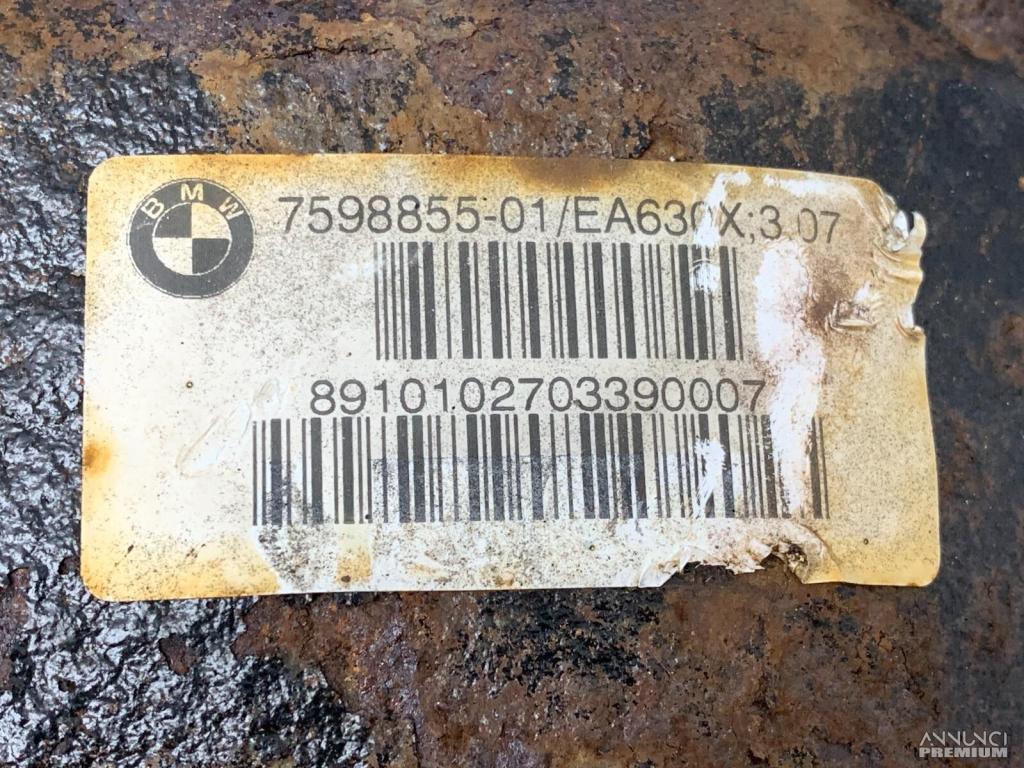 BMW
7598855-01/EA630X;3.07
8910102703390007
ANNUNCI
PREMIUM